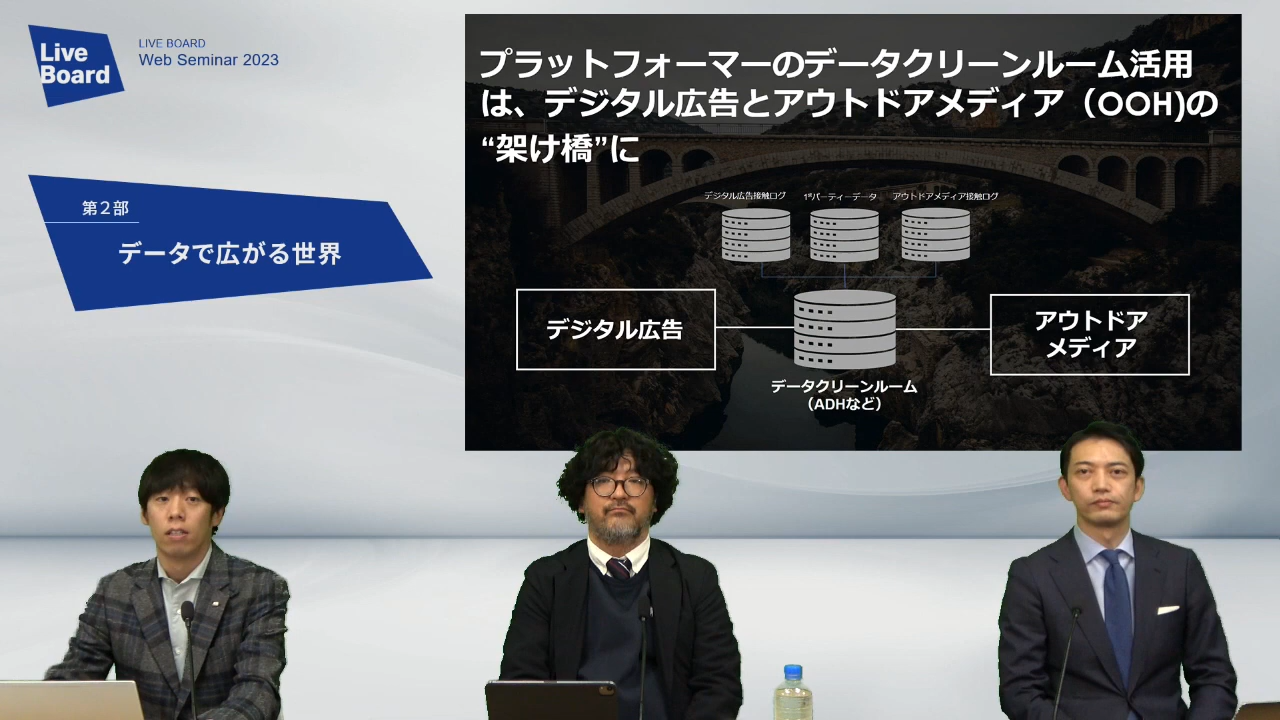 Live
Board
LIVE BOARD
Web Seminar 2023
第2部
データで広がる世界
プラットフォーマーのデータクリーンルーム活用
は、デジタル広告とアウトドアメディア（OOH)の
“架け橋”に
デジタル広告接触ログ
1stパーティーデータ
アウトドアメディア接触ログ
デジタル広告
アウトドア
メディア
データクリーンルーム
（ADHなど）